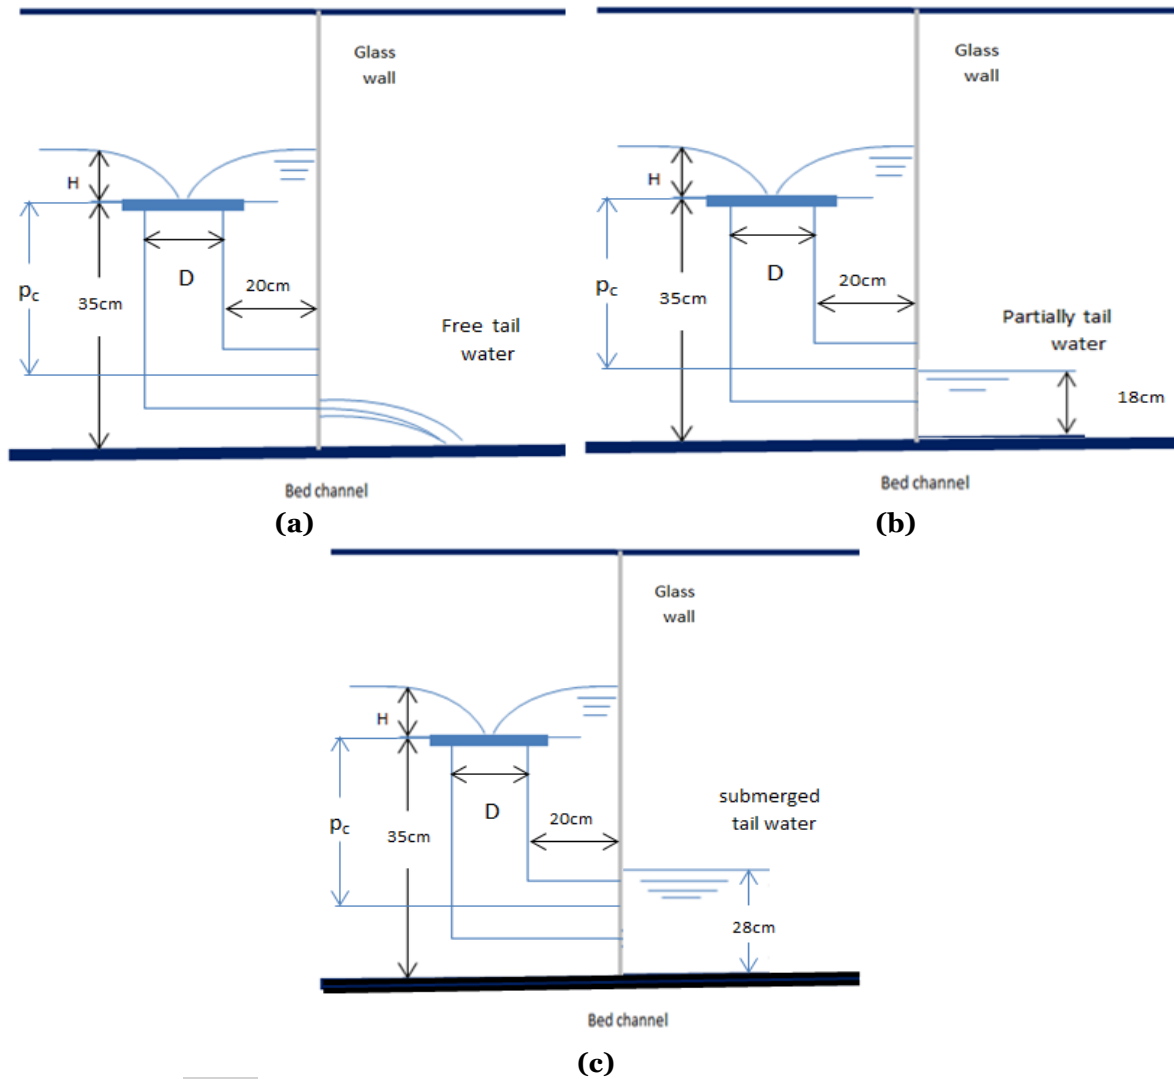 Glass
wall
H
D
20cm
pc
35cm
Free tail
water
Bed channel
(a)
Glass
wall
H
D
20cm
pc
35cm
Partially tail
water
18cm
Bed channel
(b)
Glass
wall
H
D
20cm
pc
35cm
submerged
tail water
28cm
Bed channel
(c)